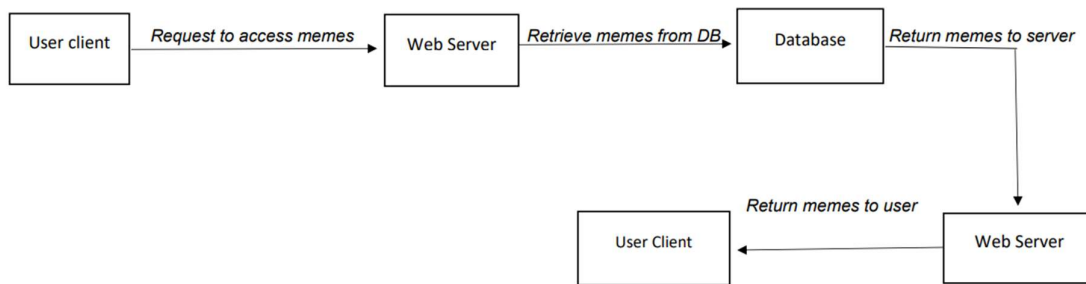 User client
Request to access memes
Web Server
Retrieve memes from DB
Database
Return memes to server
Return memes to user
User Client
Web Server